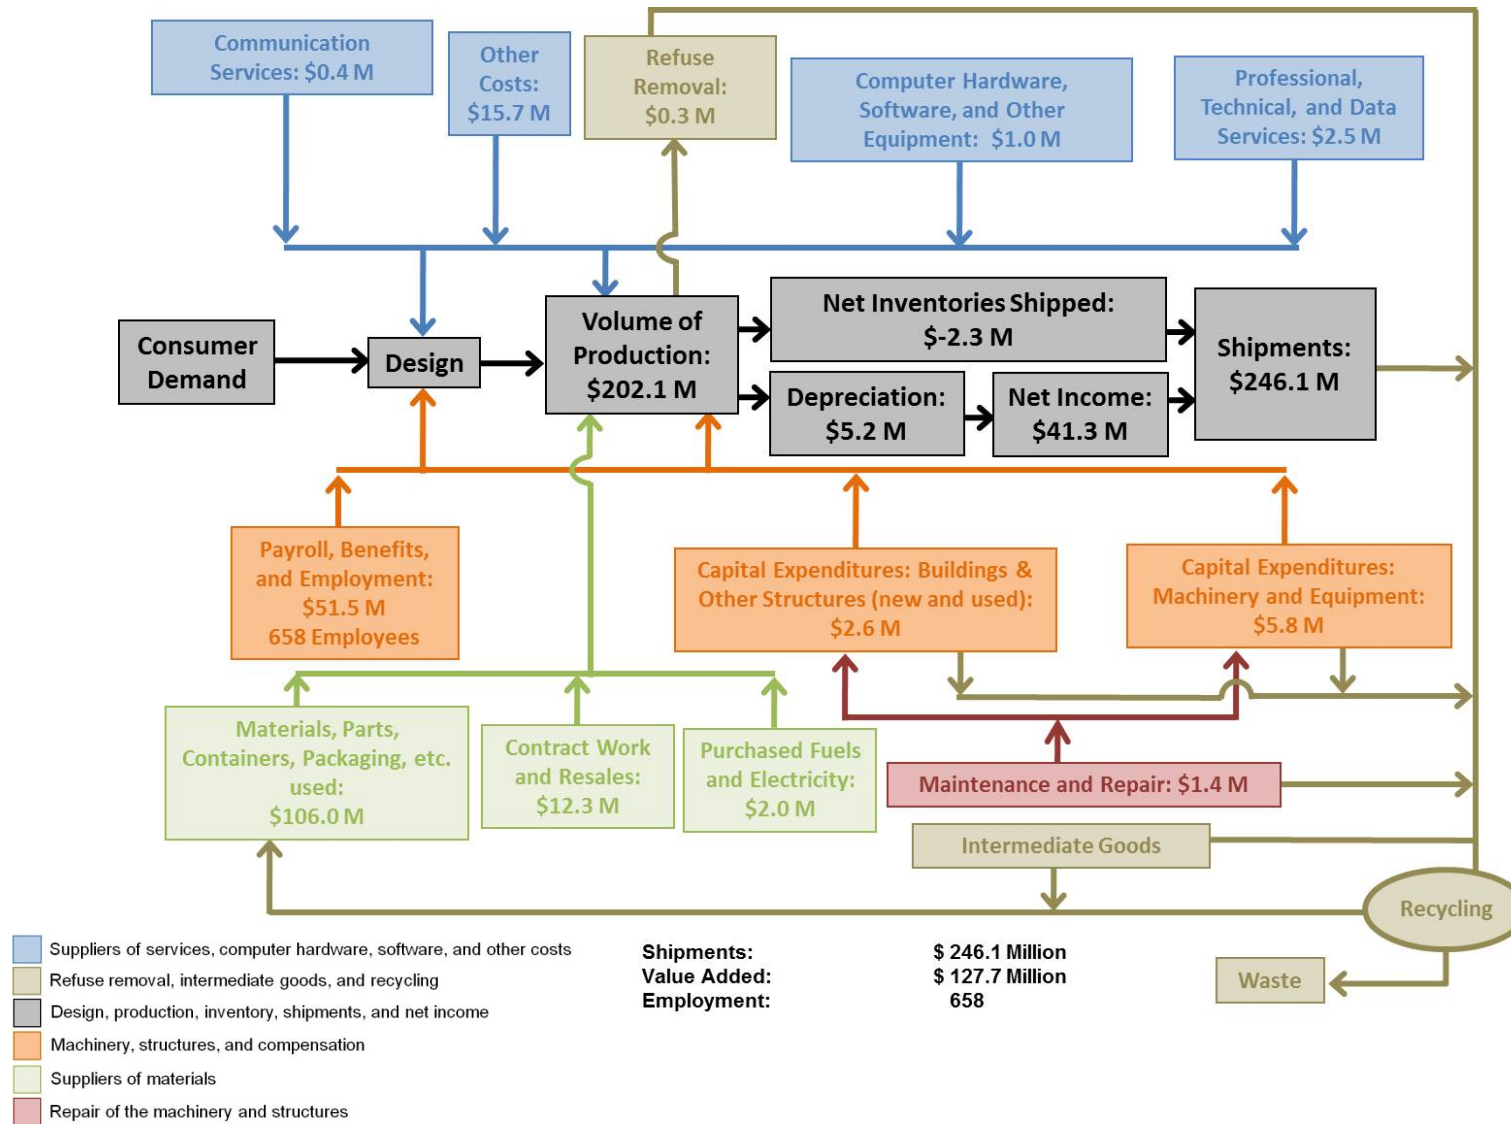 Communication
Services: $0.4 M
Other
Costs:
$15.7 M
Refuse
Removal:
$0.3 M
Computer Hardware,
Software, and Other
Equipment: $1.0 M
Professional,
Technical, and Data
Services: $2.5 M
Consumer
Demand
Design
Volume of
Production:
$202.1 M
Net Inventories Shipped:
$-2.3 M
Depreciation:
$5.2 M
Net Income:
$41.3 M
Shipments:
$246.1 M
Payroll, Benefits,
and Employment:
$51.5 M
658 Employees
Capital Expenditures: Buildings &
Other Structures (new and used):
$2.6 M
Capital Expenditures:
Machinery and Equipment:
$5.8 M
Materials, Parts,
Containers, Packaging, etc.
used:
$106.0 M
Contract Work
and Resales:
$12.3 M
Purchased Fuels
and Electricity:
$2.0 M
Maintenance and Repair: $1.4 M
Intermediate Goods
Recycling
Waste
Suppliers of services, computer hardware, software, and other costs
Refuse removal, intermediate goods, and recycling
Design, production, inventory, shipments, and net income
Machinery, structures, and compensation
Suppliers of materials
Repair of the machinery and structures
Shipments: $ 246.1 Million
Value Added: $ 127.7 Million
Employment: 658